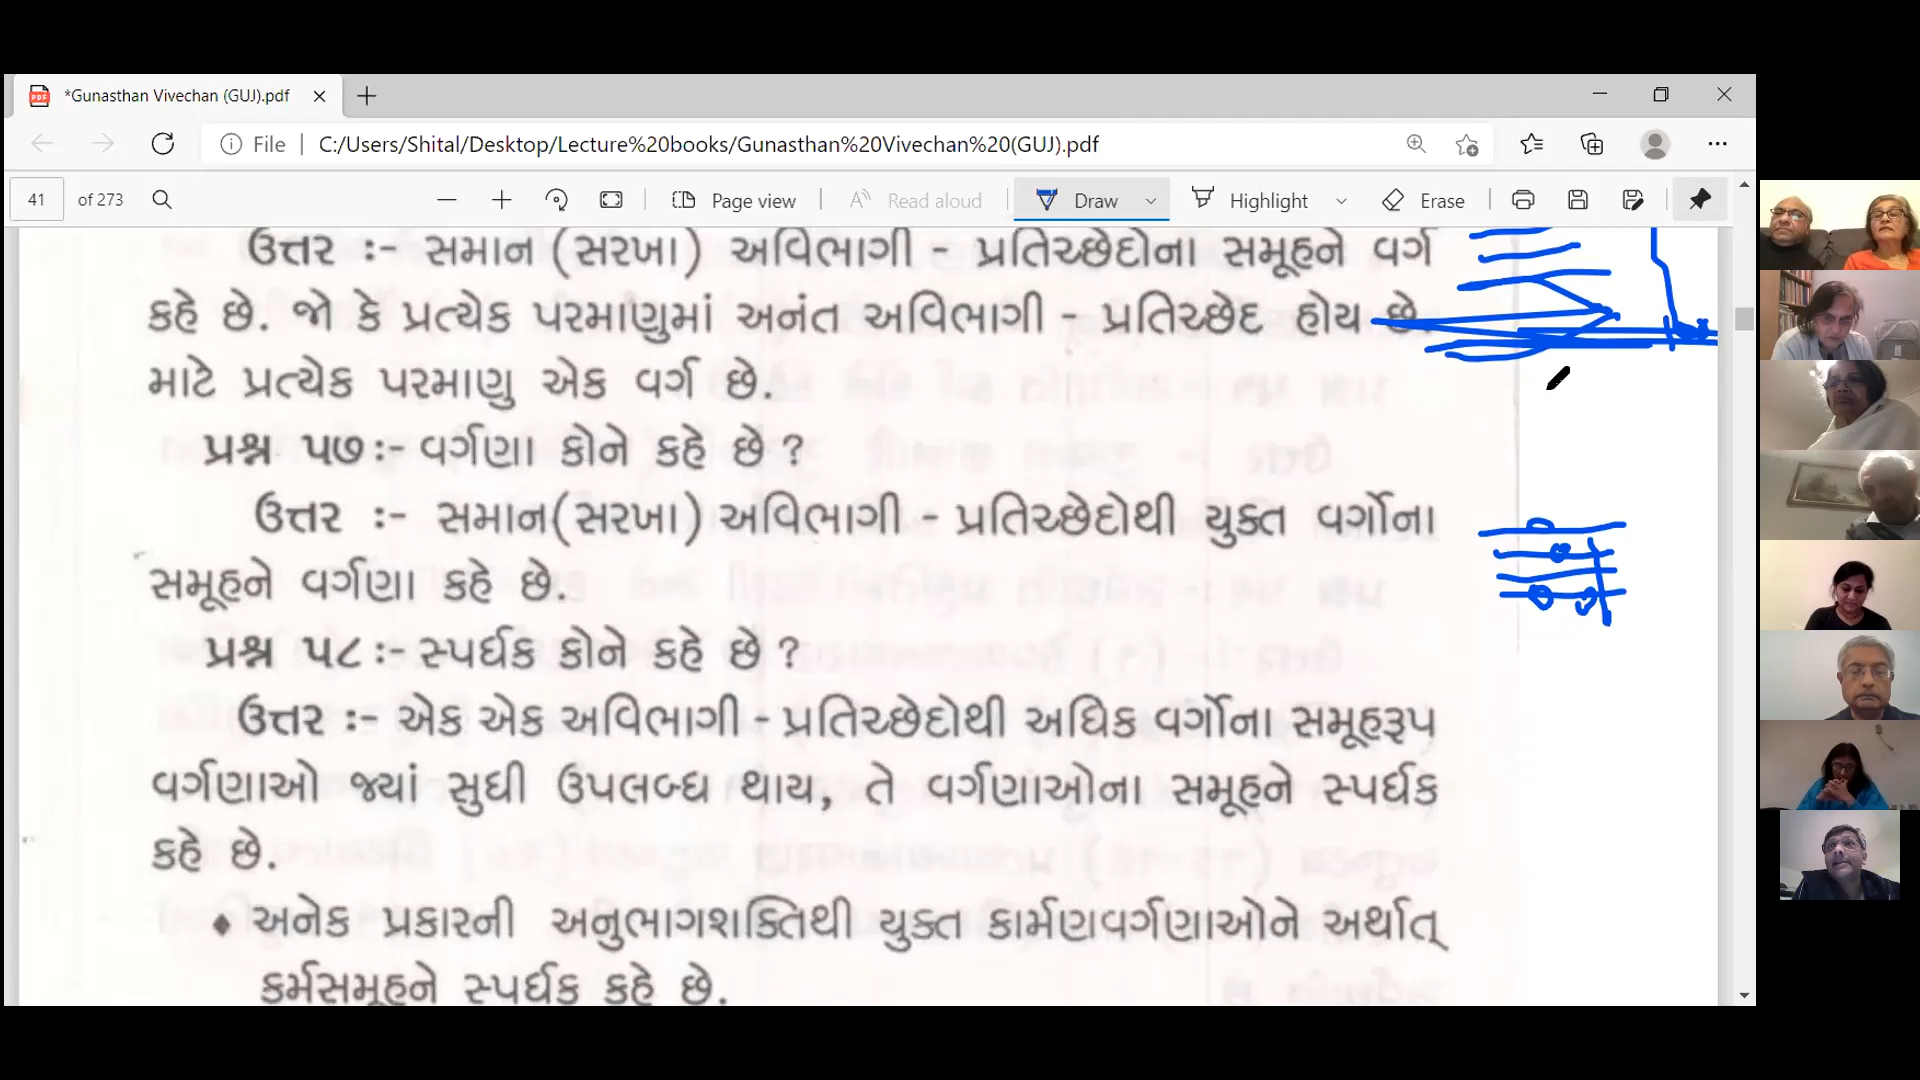 *Gunasthan Vivechan (GUJ).pdf
File
C:/Users/Shital/Desktop/Lecture%20books/Gunasthan%20Vivechan%20(GUJ).pdf
41 of 273
Page view
Read aloud
Draw
Highlight
Erase
ઉત્તર :- સમાન (સરખા) અવિભાગી - પ્રતિચ્છેદોના સમૂહને વર્ગ
કહે છે. જો કે પ્રત્યેક પરમાણુમાં અનંત અવિભાગી - પ્રતિચ્છેદ હોય છે.
માટે પ્રત્યેક પરમાણુ એક વર્ગ છે.
પ્રશ્ન ૫૭ :- વર્ગણા કોને કહે છે ?
ઉત્તર :- સમાન(સરખા) અવિભાગી - પ્રતિચ્છેદોથી યુક્ત વર્ગોના
સમૂહને વર્ગણા કહે છે.
પ્રશ્ન ૫૮ :- સ્પર્ધક કોને કહે છે ?
ઉત્તર :- એક એક અવિભાગી - પ્રતિચ્છેદોથી અધિક વર્ગોના સમૂહરૂપ
વર્ગણાઓ જ્યાં સુધી ઉપલબ્ધ થાય, તે વર્ગણાઓના સમૂહને સ્પર્ધક
કહે છે.
♦ અનેક પ્રકારની અનુભાગશક્તિથી યુક્ત કાર્મણવર્ગણાઓને અર્થાત્
કર્મસમૂહને સ્પર્ધક કહે છે.